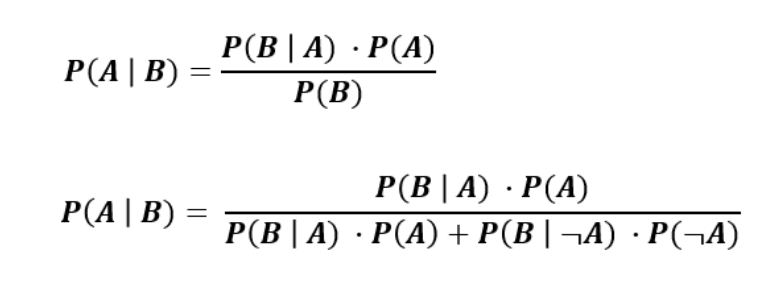 P(A | B) = P(B | A) · P(A) / P(B)
P(A | B) = P(B | A) · P(A) / P(B | A) · P(A) + P(B | ¬A) · P(¬A)